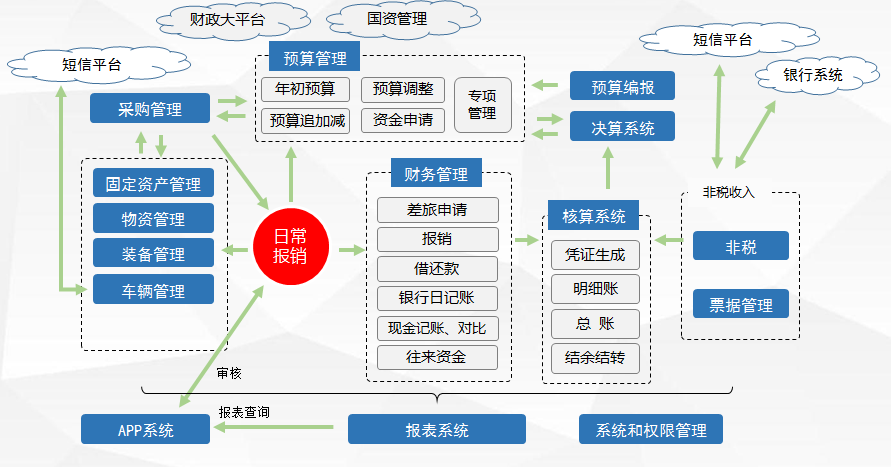 财政大平台
国资管理
短信平台
预算管理
短信平台
银行系统
采购管理
年初预算
预算调整
专项
管理
预算追加减
资金申请
预算编报
决算系统
固定资产管理
物资管理
装备管理
车辆管理
日常
报销
财务管理
差旅申请
报销
借还款
银行日记账
现金记账、对比
往来资金
核算系统
凭证生成
明细账
总 账
结余结转
非税收入
非税
票据管理
审核
报表查询
APP系统
报表系统
系统和权限管理